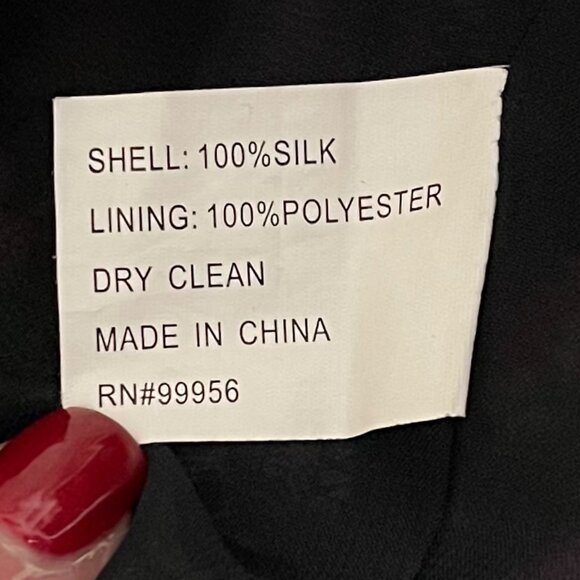 SHELL: 100%SILK
LINING: 100%POLYESTER
DRY CLEAN
MADE IN CHINA
RN#99956